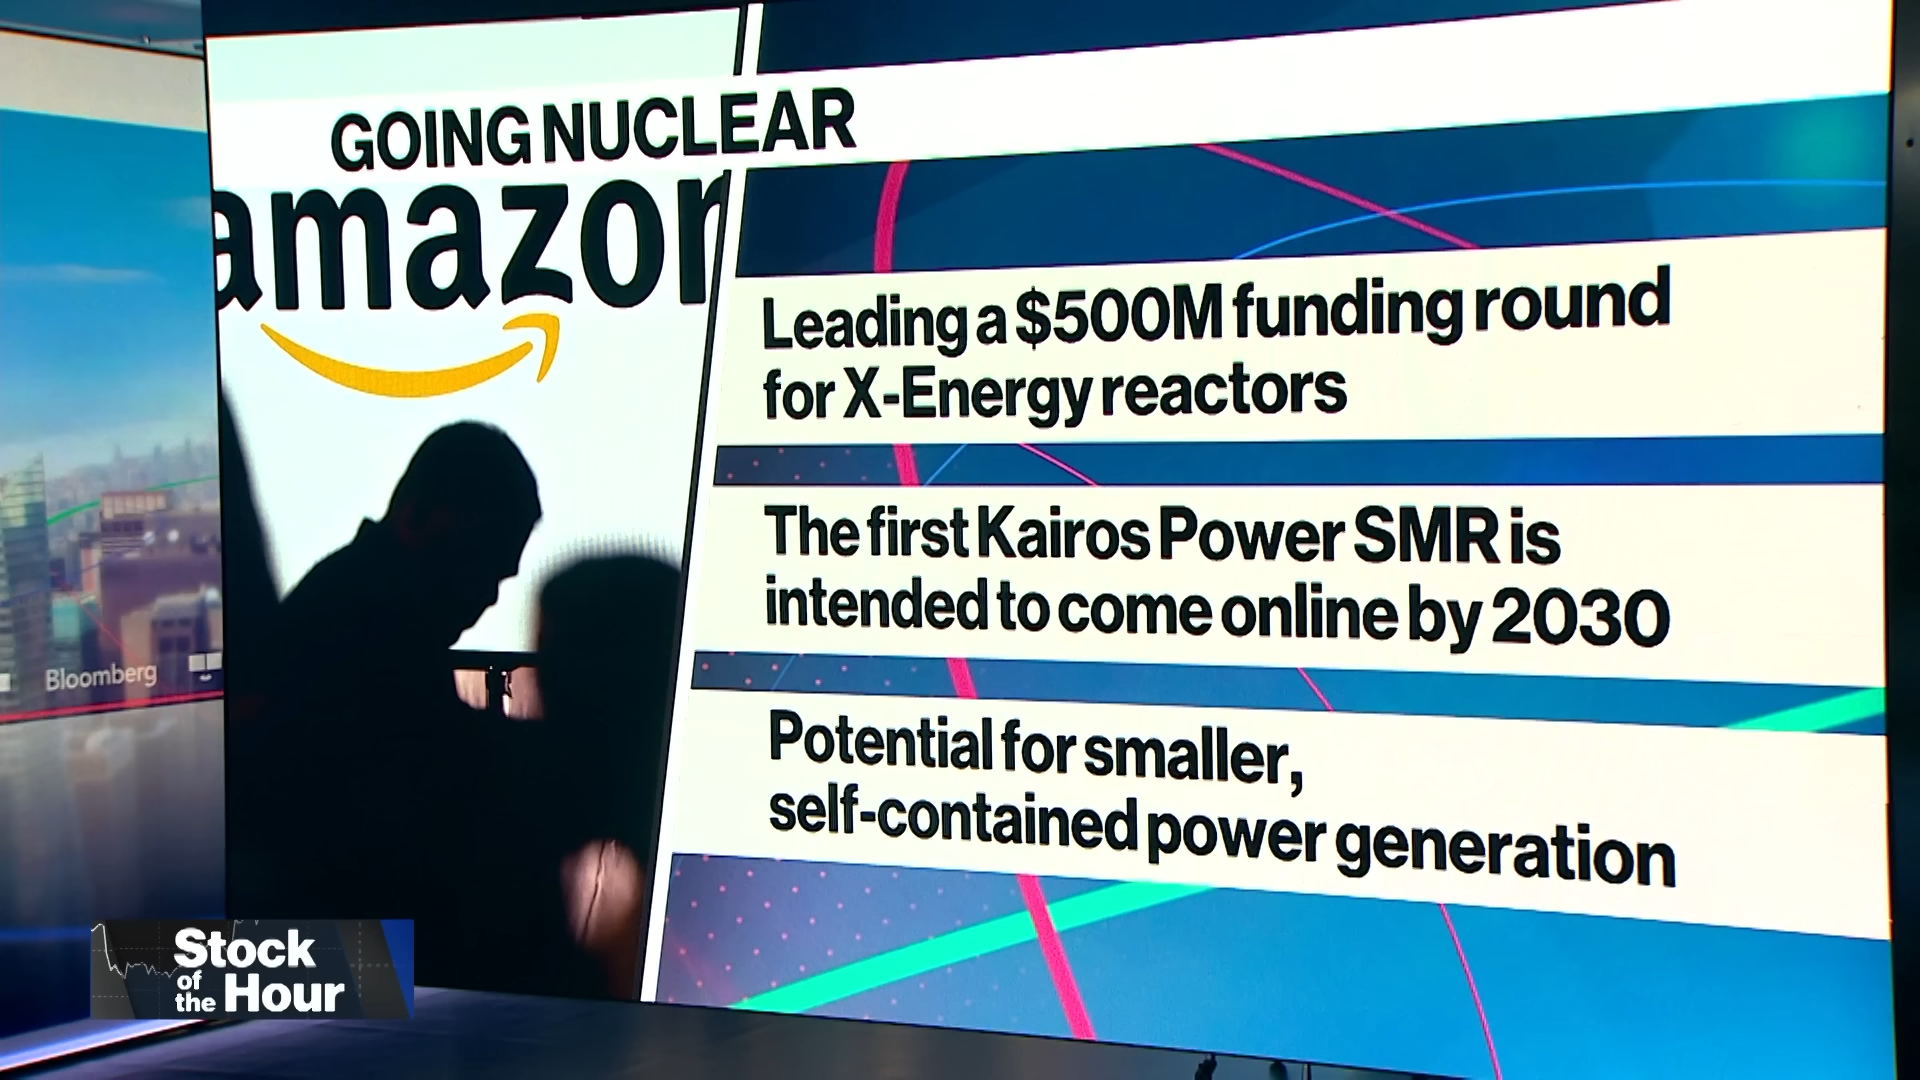 GOING NUCLEAR
amazon
Leading a $500M funding round
for X-Energy reactors
The first Kairos Power SMR is
intended to come online by 2030
Potential for smaller,
self-contained power generation
Bloomberg
Stock
of
the Hour